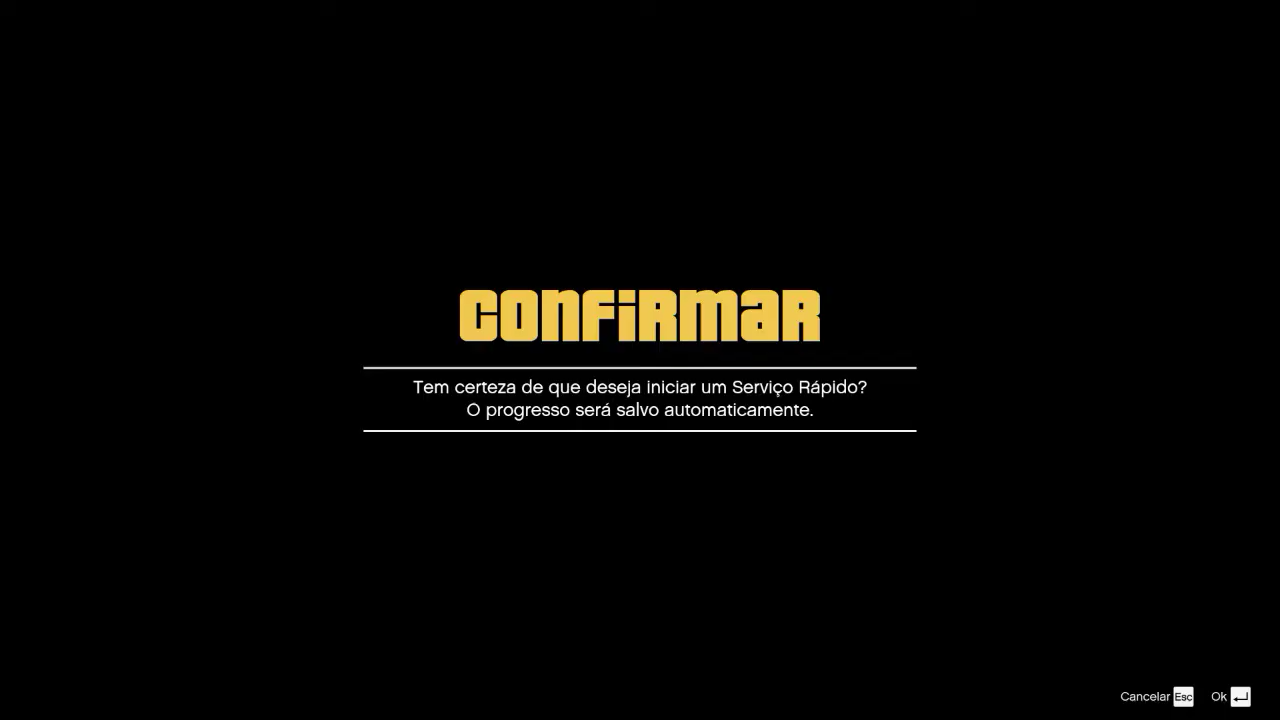 CONFIRMAR
Tem certeza de que deseja iniciar um Serviço Rápido?
O progresso será salvo automaticamente.
Cancelar Esc Ok